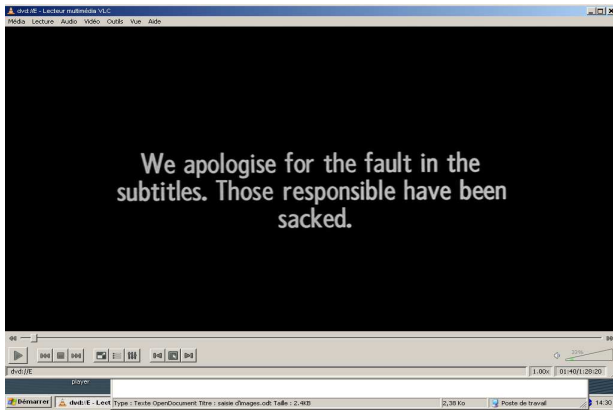 dvd://E - Lecteur multimédia VLC
Média Lecture Audio Vidéo Outils Vue Aide
We apologise for the fault in the
subtitles. Those responsible have been
sacked.
33%
dvd://E
1.00x 01:40/1:28:20
player
Démarrer dvd://E - Lect Type : Texte OpenDocument Titre : saisie d'images.odt Taille : 2.4KB 2,38 Ko Poste de travail 14:30